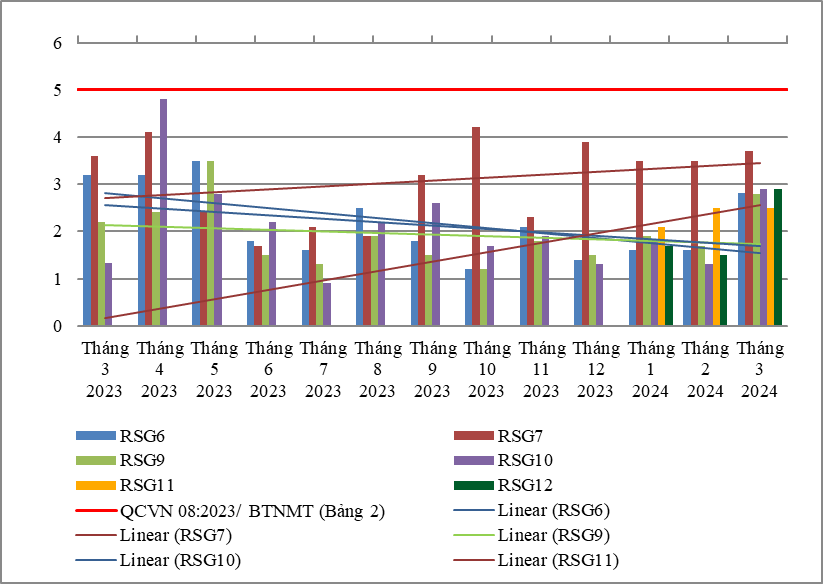 6
5
4
3
2
1
0
Tháng 3 2023
Tháng 4 2023
Tháng 5 2023
Tháng 6 2023
Tháng 7 2023
Tháng 8 2023
Tháng 9 2023
Tháng 10 2023
Tháng 11 2023
Tháng 12 2023
Tháng 1 2024
Tháng 2 2024
Tháng 3 2024
RSG6
RSG7
RSG9
RSG10
RSG11
RSG12
QCVN 08:2023/ BTNMT (Bảng 2)
Linear (RSG6)
Linear (RSG7)
Linear (RSG9)
Linear (RSG10)
Linear (RSG11)